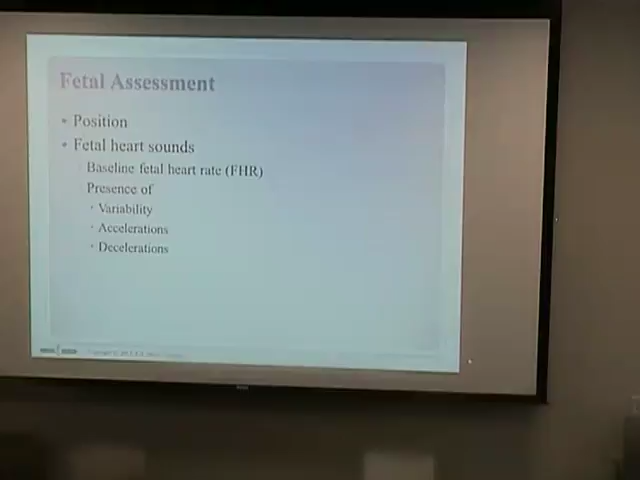 Fetal Assessment
• Position
• Fetal heart sounds
Baseline fetal heart rate (FHR)
Presence of
• Variability
• Accelerations
• Decelerations